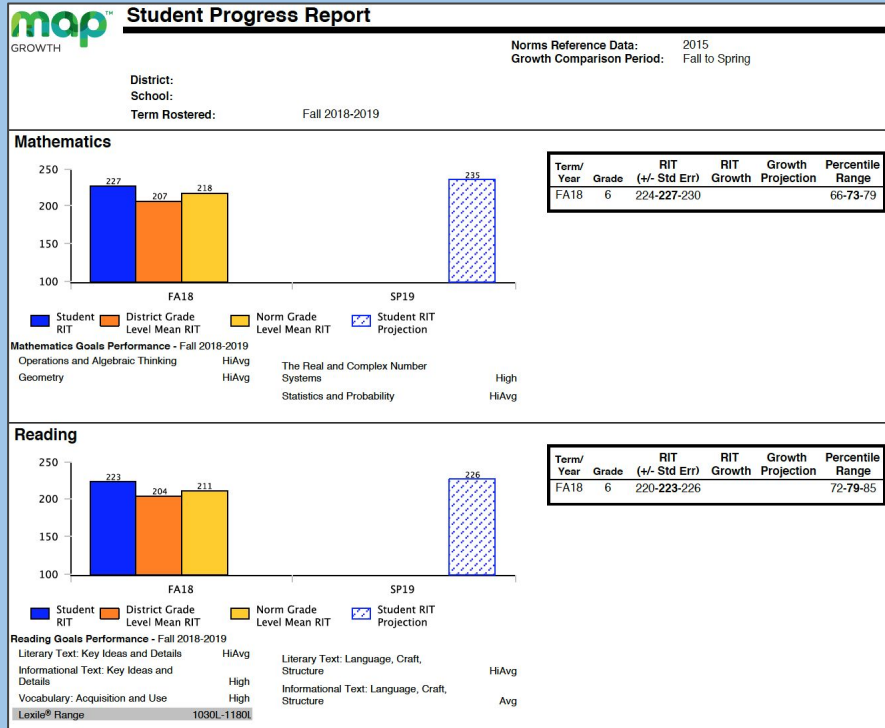 map™
GROWTH
Student Progress Report
Norms Reference Data: 2015
Growth Comparison Period: Fall to Spring
District:
School:
Term Rostered: Fall 2018-2019
Mathematics
250
200
150
100
227
207
218
235
FA18
SP19
Student RIT
District Grade Level Mean RIT
Norm Grade Level Mean RIT
Student RIT Projection
Term/ Year Grade RIT (+/- Std Err) RIT Growth Growth Projection Percentile Range
FA18 6 224-227-230 66-73-79
Mathematics Goals Performance - Fall 2018-2019
Operations and Algebraic Thinking HiAvg
Geometry HiAvg
The Real and Complex Number
Systems High
Statistics and Probability HiAvg
Reading
250
200
150
100
223
204
211
226
FA18
SP19
Student RIT
District Grade Level Mean RIT
Norm Grade Level Mean RIT
Student RIT Projection
Term/ Year Grade RIT (+/- Std Err) RIT Growth Growth Projection Percentile Range
FA18 6 220-223-226 72-79-85
Reading Goals Performance - Fall 2018-2019
Literary Text: Key Ideas and Details HiAvg
Informational Text: Key Ideas and
Details High
Vocabulary: Acquisition and Use High
Lexile® Range 1030L-1180L
Literary Text: Language, Craft,
Structure HiAvg
Informational Text: Language, Craft,
Structure Avg